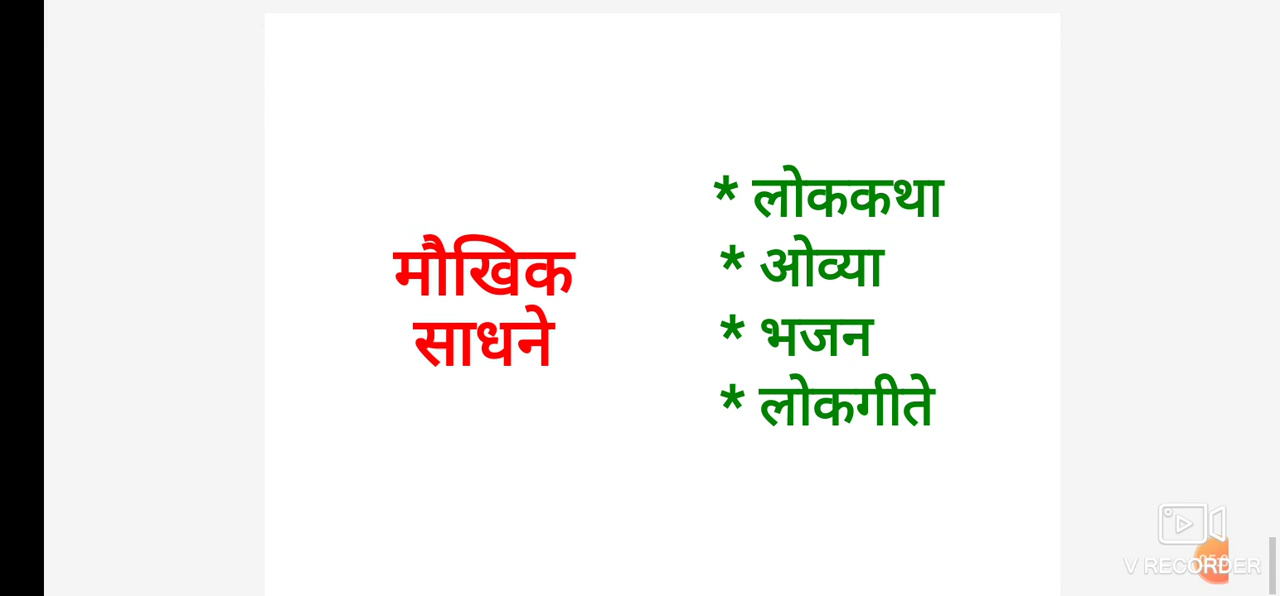 मौखिक
साधने
* लोककथा
* ओव्या
* भजन
* लोकगीते
V RECORDER